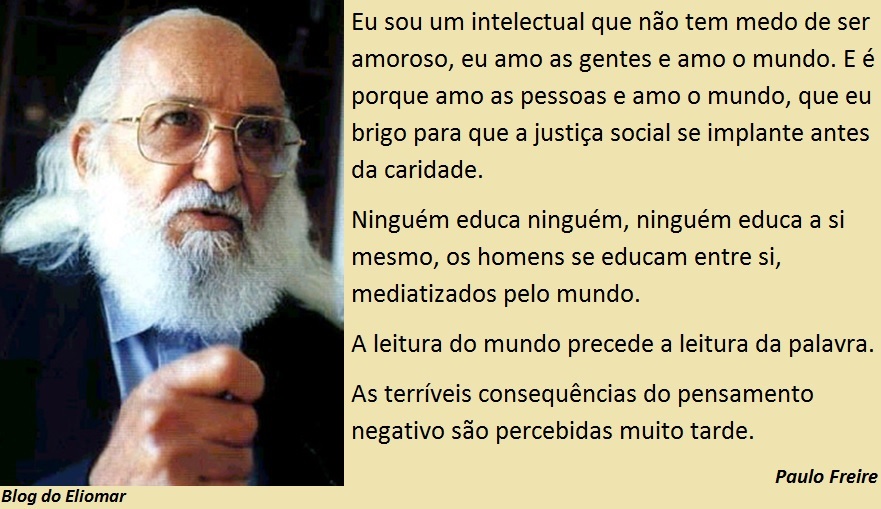 Eu sou um intelectual que não tem medo de ser
amoroso, eu amo as gentes e amo o mundo. E é
porque amo as pessoas e amo o mundo, que eu
brigo para que a justiça social se implante antes
da caridade.
Ninguém educa ninguém, ninguém educa a si
mesmo, os homens se educam entre si,
mediatizados pelo mundo.
A leitura do mundo precede a leitura da palavra.
As terríveis consequências do pensamento
negativo são percebidas muito tarde.
Paulo Freire
Blog do Eliomar